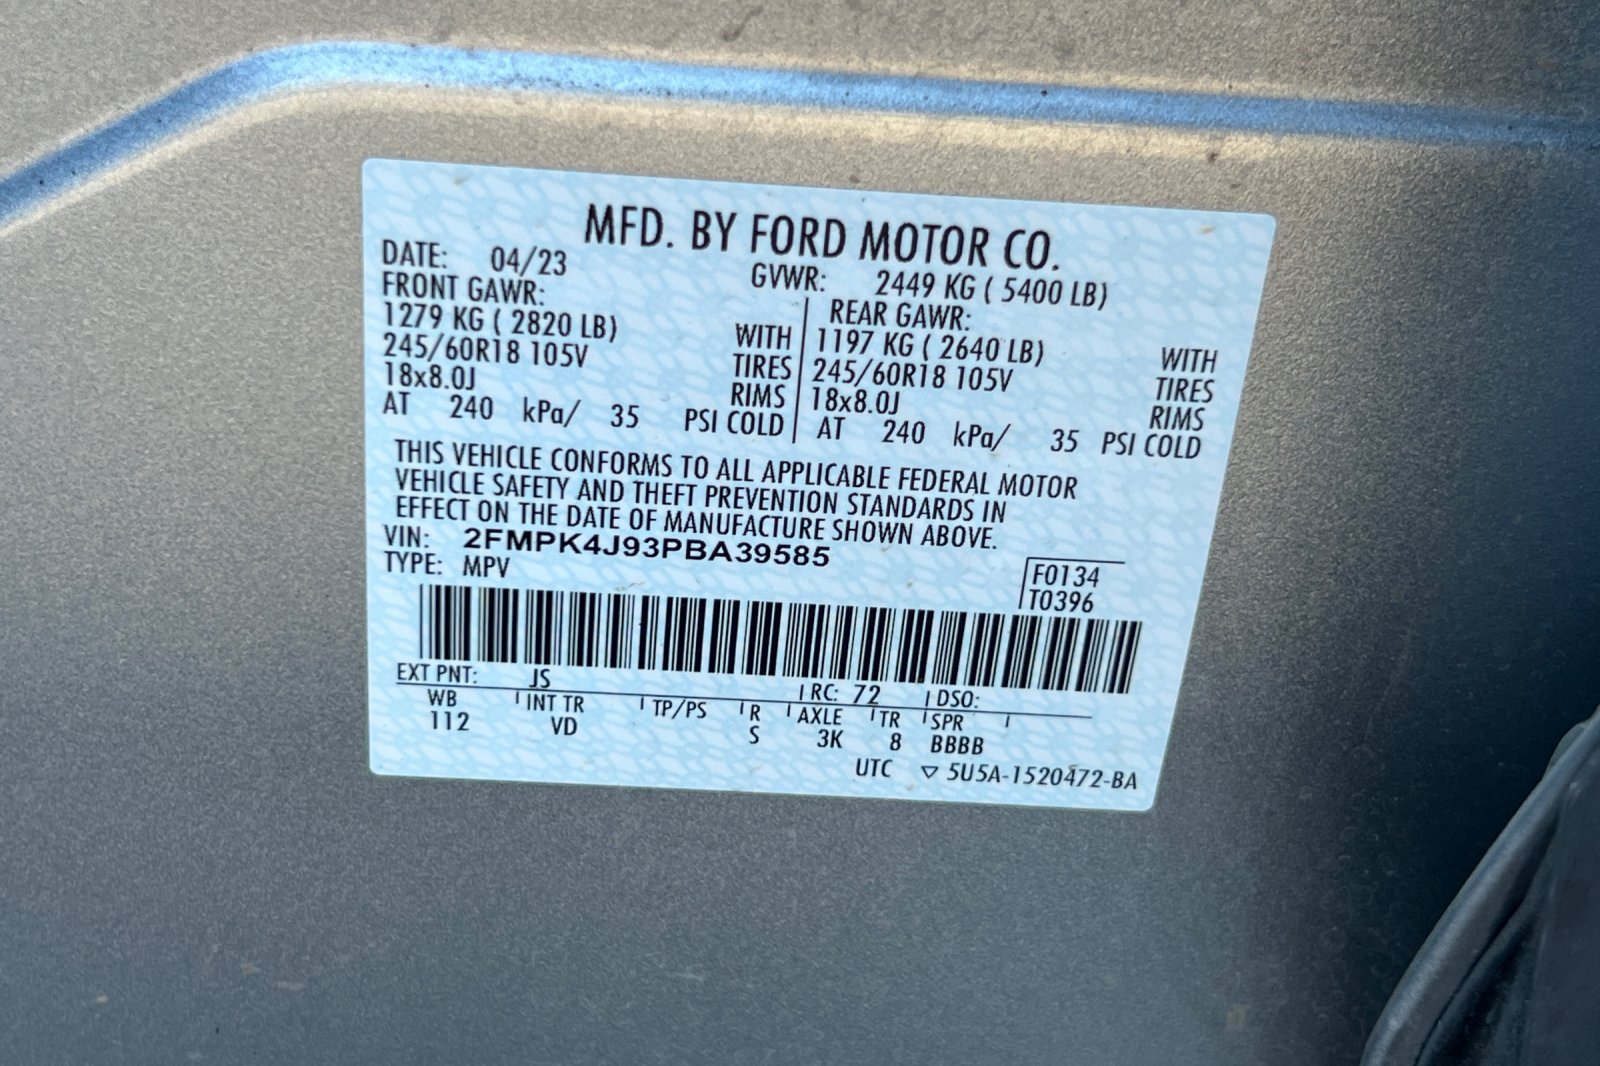 MFD. BY FORD MOTOR CO.
DATE: 04/23 GVWR: 2449 KG ( 5400 LB)
FRONT GAWR: REAR GAWR:
1279 KG ( 2820 LB) WITH 1197 KG ( 2640 LB) WITH
245/60R18 105V TIRES 245/60R18 105V TIRES
18x8.0J RIMS 18x8.0J RIMS
AT 240 kPa/ 35 PSI COLD AT 240 kPa/ 35 PSI COLD
THIS VEHICLE CONFORMS TO ALL APPLICABLE FEDERAL MOTOR
VEHICLE SAFETY AND THEFT PREVENTION STANDARDS IN
EFFECT ON THE DATE OF MANUFACTURE SHOWN ABOVE.
VIN: 2FMPK4J93PBA39585
TYPE: MPV
F0134
T0396
EXT PNT: JS RC: 72 DSO:
WB INT TR TP/PS R AXLE TR SPR
112 VD S 3K 8 BBBB
UTC ▽ 5U5A-1520472-BA